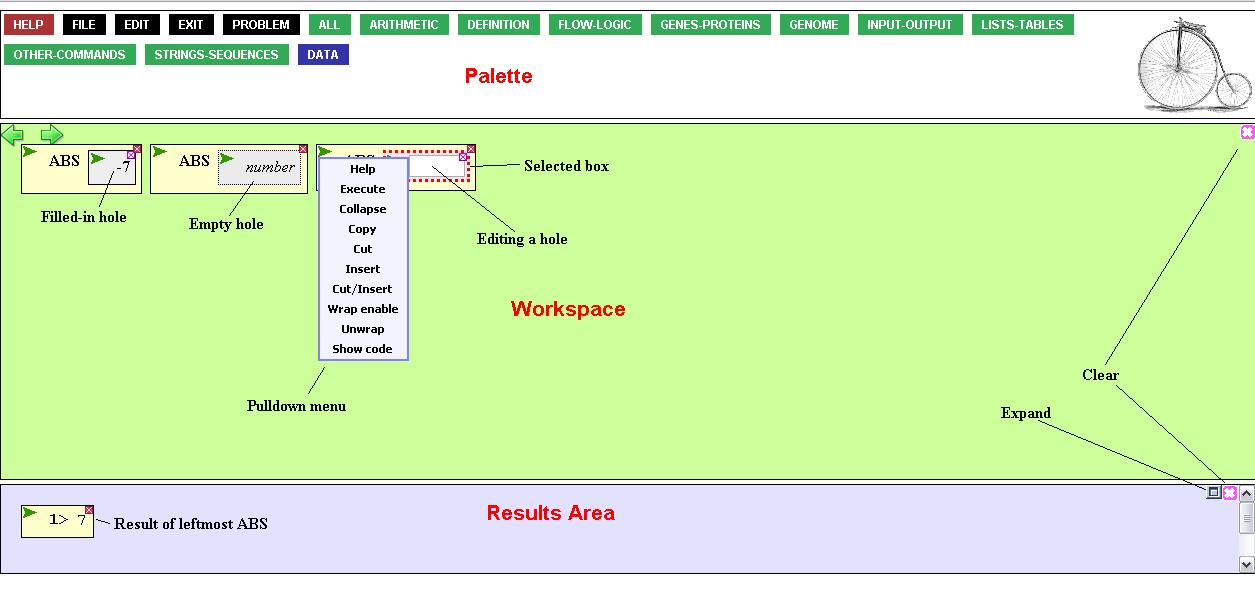 HELP FILE EDIT EXIT PROBLEM ALL ARITHMETIC DEFINITION FLOW-LOGIC GENES-PROTEINS GENOME INPUT-OUTPUT LISTS-TABLES
OTHER-COMMANDS STRINGS-SEQUENCES DATA
Palette
ABS -7 ABS number
Selected box
Filled-in hole
Empty hole
Editing a hole
Help
Execute
Collapse
Copy
Cut
Insert
Cut/Insert
Wrap enable
Unwrap
Show code
Workspace
Pulldown menu
Clear
Expand
Results Area
1> 7 Result of leftmost ABS